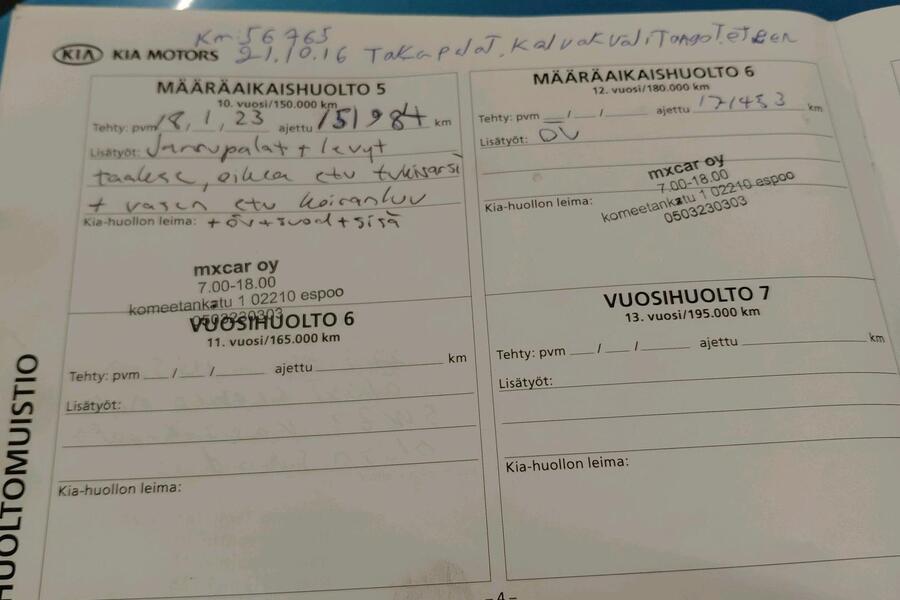 Km: 56765
KIA KIA MOTORS 21.10.16 Takapalat.
MÄÄRÄAIKAISHUOLTO 5
10. vuosi/150.000 km
Tehty: pvm 18, 1, 23 ajettu 151984 km
Lisätyöt: Jarrupalat + levyt
taakse, oikea etu tukivarsi
+ vasen etu koiranluu
Kia-huollon leima: + öv + suod + sisä
mxcar oy
7.00-18.00
komeetankatu 1 02210 espoo
0503230303
VUOSIHUOLTO 6
11. vuosi/165.000 km
Tehty: pvm / / ajettu km
Lisätyöt:
Kia-huollon leima:
MÄÄRÄAIKAISHUOLTO 6
12. vuosi/180.000 km
Tehty: pvm / / ajettu 171453 km
Lisätyöt: ÖV
mxcar oy
7.00-18.00
Kia-huollon leima: komeetankatu 1 02210 espoo
0503230303
VUOSIHUOLTO 7
13. vuosi/195.000 km
Tehty: pvm / / ajettu km
Lisätyöt:
Kia-huollon leima:
HUOLTOMUISTIO
-4-